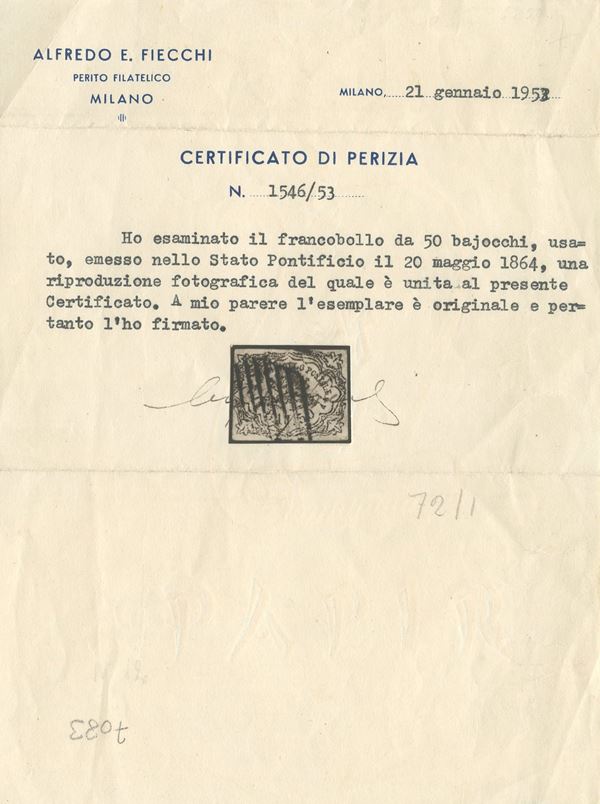 ALFREDO E. FIECCHI
PERITO FILATELICO
MILANO
MILANO, 21 gennaio 1953
CERTIFICATO DI PERIZIA
N. 1546/53
Ho esaminato il francobollo da 50 bajocchi, usa=
to, emesso nello Stato Pontificio il 20 maggio 1864, una
riproduzione fotografica del quale è unita al presente
Certificato. A mio parere l'esemplare è originale e per=
tanto l'ho firmato.
72/1
7083